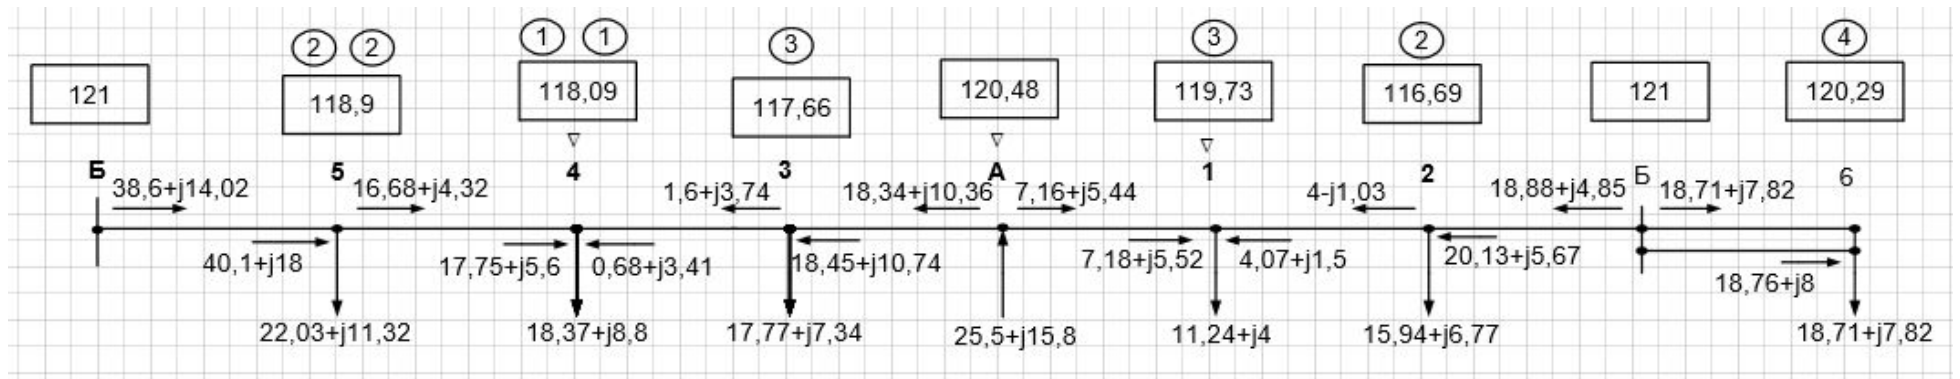 2 2 1 1 3 3 2 4
121 118,9 118,09 117,66 120,48 119,73 116,69 121 120,29
Б 5 4 3 А 1 2 Б 6
38,6+j14,02 16,68+j4,32 1,6+j3,74 18,34+j10,36 7,16+j5,44 4-j1,03 18,88+j4,85 18,71+j7,82
40,1+j18 17,75+j5,6 0,68+j3,41 18,45+j10,74 7,18+j5,52 4,07+j1,5 20,13+j5,67 18,76+j8
22,03+j11,32 18,37+j8,8 17,77+j7,34 25,5+j15,8 11,24+j4 15,94+j6,77 18,71+j7,82